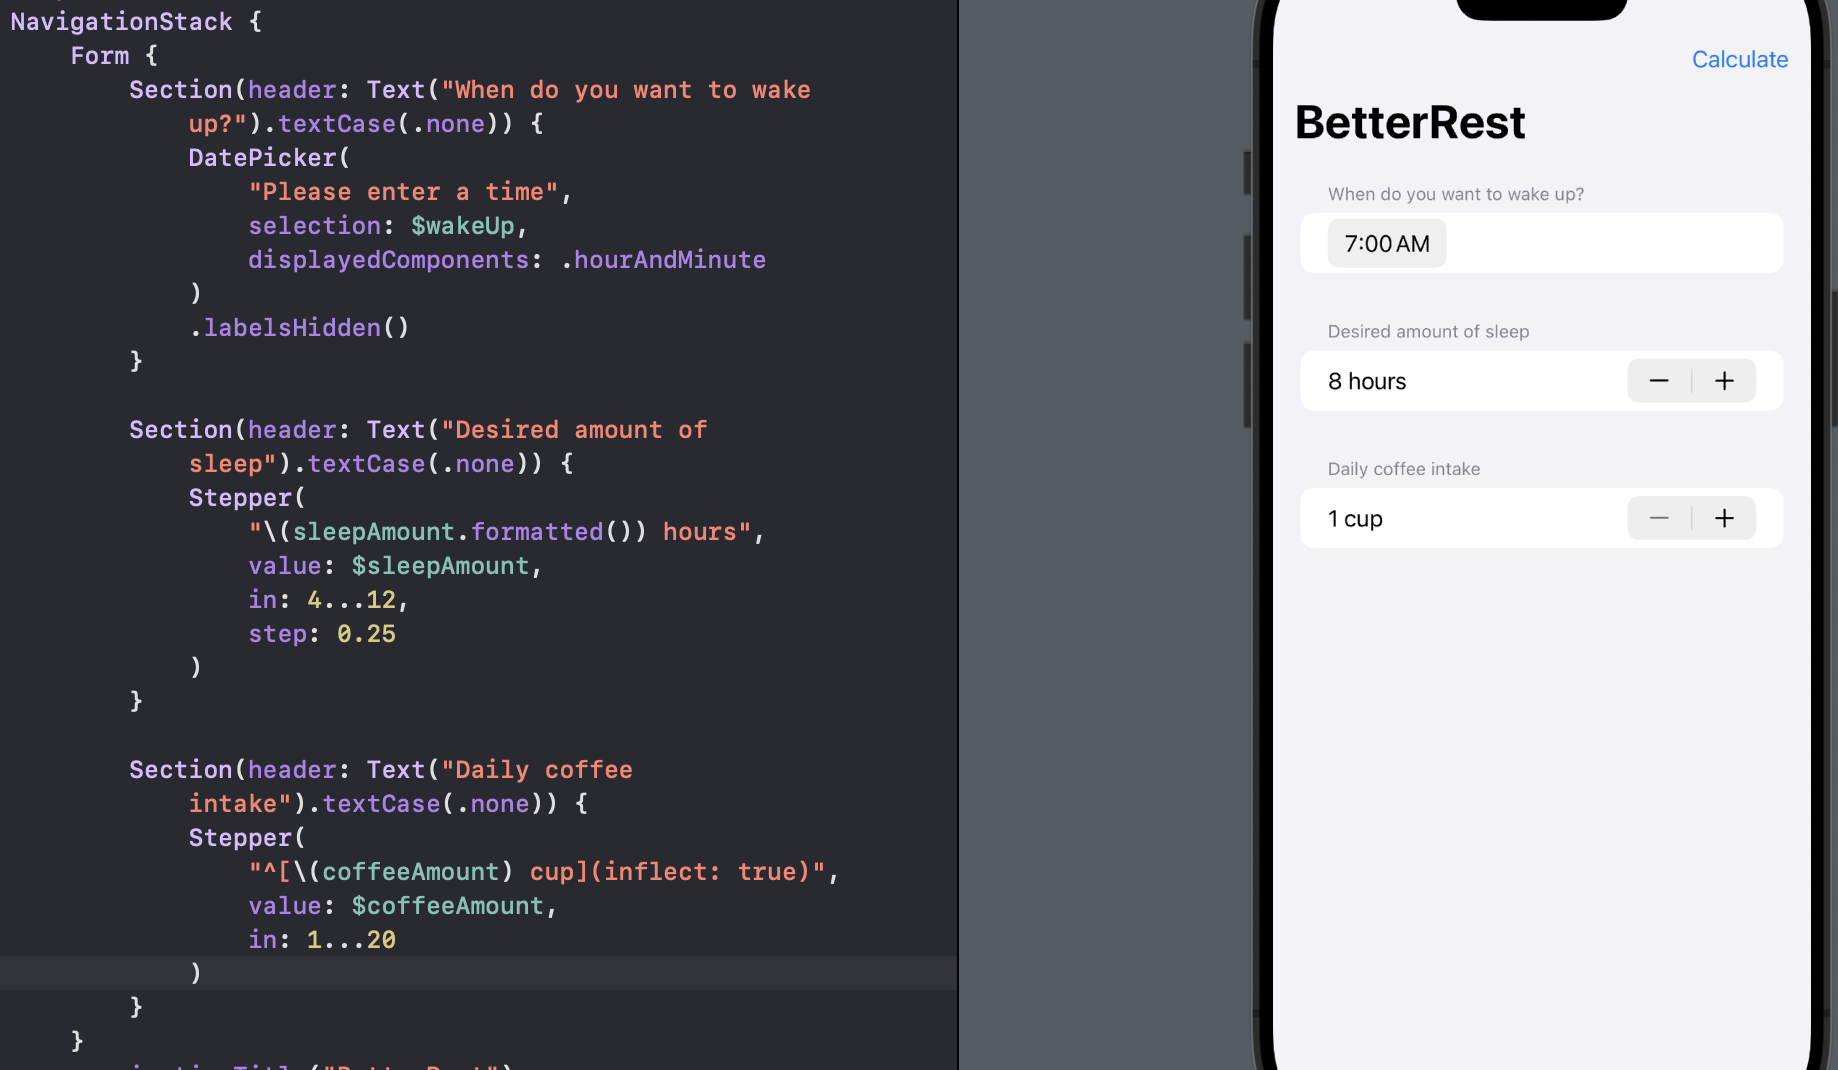 NavigationStack {
Form {
Section(header: Text("When do you want to wake
up?").textCase(.none)) {
DatePicker(
"Please enter a time",
selection: $wakeUp,
displayedComponents: .hourAndMinute
)
.labelsHidden()
}
Section(header: Text("Desired amount of
sleep").textCase(.none)) {
Stepper(
"\(sleepAmount.formatted()) hours",
value: $sleepAmount,
in: 4...12,
step: 0.25
)
}
Section(header: Text("Daily coffee
intake").textCase(.none)) {
Stepper(
"^[\(coffeeAmount) cup](inflect: true)",
value: $coffeeAmount,
in: 1...20
)
}
}
Calculate
BetterRest
When do you want to wake up?
7:00 AM
Desired amount of sleep
8 hours
− +
Daily coffee intake
1 cup
− +